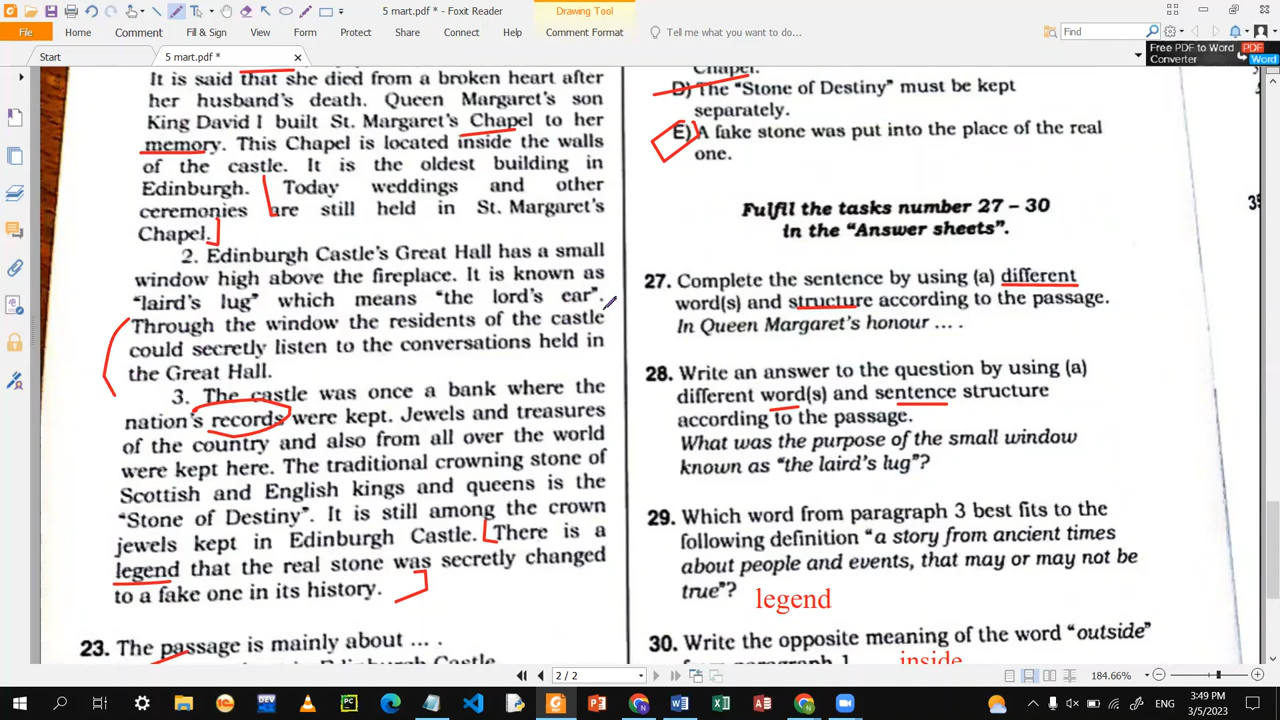 5 mart.pdf * - Foxit Reader
Drawing Tool
File
Home
Comment
Fill & Sign
View
Form
Protect
Share
Connect
Help
Comment Format
Tell me what you want to do...
Find
Start
5 mart.pdf *
Free PDF to Word
Converter
PDF
Word
It is said that she died from a broken heart after
her husband's death. Queen Margaret's son
King David I built St. Margaret's Chapel to her
memory. This Chapel is located inside the walls
of the castle. It is the oldest building in
Edinburgh. Today weddings and other
ceremonies are still held in St. Margaret's
Chapel.
2. Edinburgh Castle's Great Hall has a small
window high above the fireplace. It is known as
"laird's lug" which means "the lord's ear".
Through the window the residents of the castle
could secretly listen to the conversations held in
the Great Hall.
3. The castle was once a bank where the
nation's records were kept. Jewels and treasures
of the country and also from all over the world
were kept here. The traditional crowning stone of
Scottish and English kings and queens is the
"Stone of Destiny". It is still among the crown
jewels kept in Edinburgh Castle. There is a
legend that the real stone was secretly changed
to a fake one in its history.
23. The passage is mainly about ... .
Edinburgh Castle
Chapel.
D) The "Stone of Destiny" must be kept
separately.
E) A fake stone was put into the place of the real
one.
Fulfil the tasks number 27 – 30
in the "Answer sheets".
27. Complete the sentence by using (a) different
word(s) and structure according to the passage.
In Queen Margaret's honour ... .
28. Write an answer to the question by using (a)
different word(s) and sentence structure
according to the passage.
What was the purpose of the small window
known as "the laird's lug"?
29. Which word from paragraph 3 best fits to the
following definition "a story from ancient times
about people and events, that may or may not be
true"? legend
30. Write the opposite meaning of the word "outside"
from paragraph 1. inside
35
2 / 2
184.66%
ENG
3:49 PM
3/5/2023